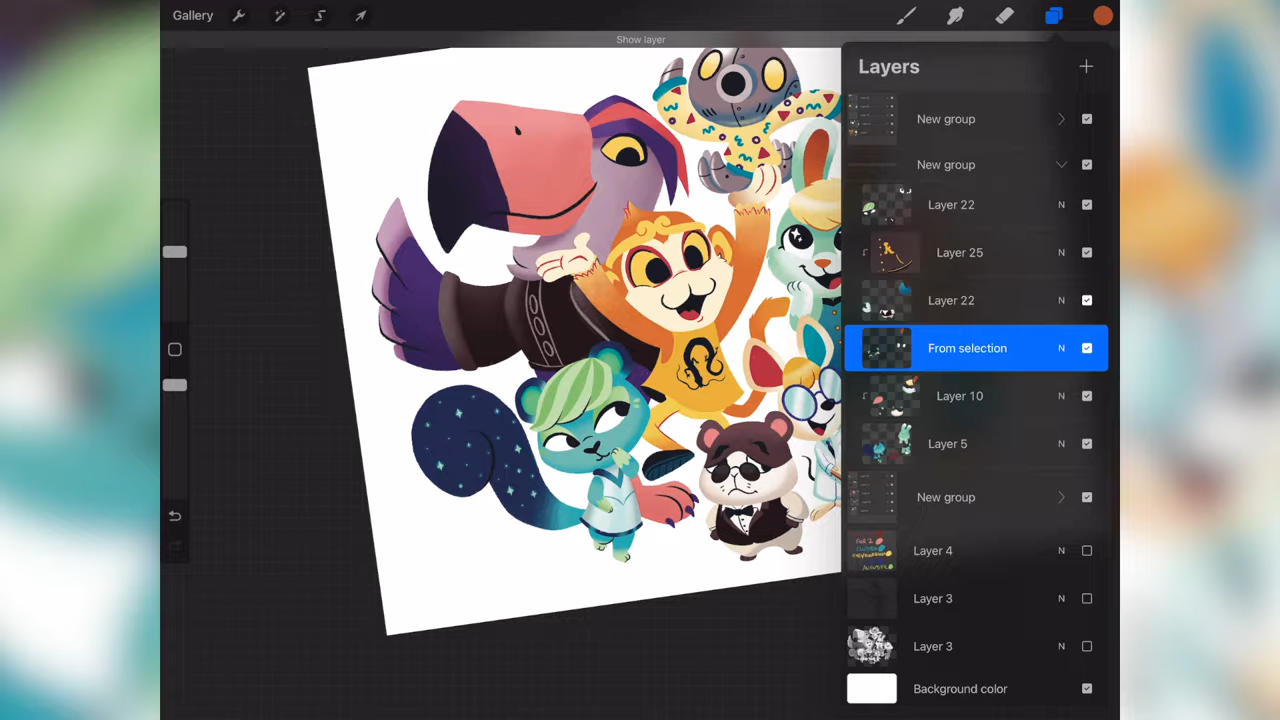 Gallery
Show layer
Layers
New group
New group
Layer 22 N
Layer 25 N
Layer 22 N
From selection N
Layer 10 N
Layer 5 N
New group
Layer 4 N
Layer 3 N
Layer 3 N
Background color